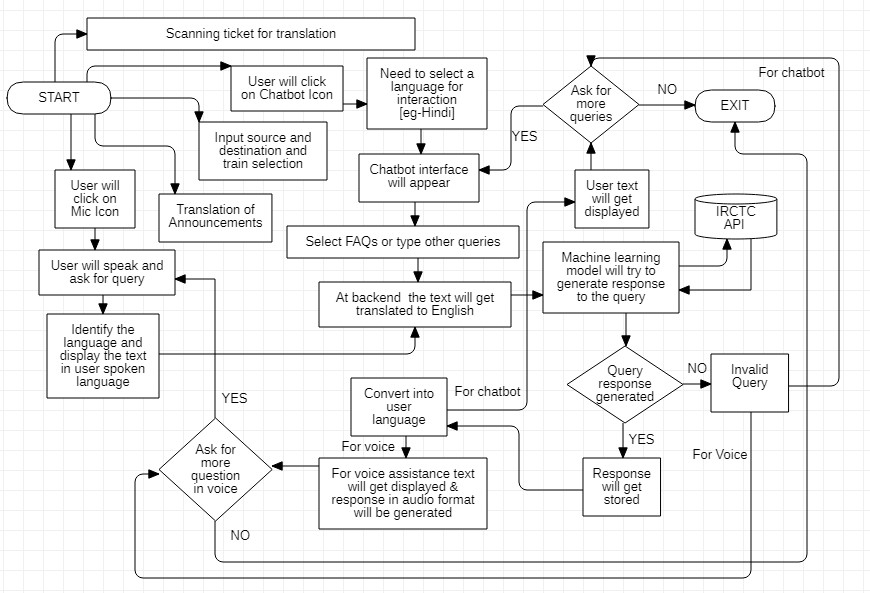 Scanning ticket for translation
START
User will click
on Chatbot Icon
Need to select a
language for
interaction
[eg-Hindi]
Input source and
destination and
train selection
User will
click on
Mic Icon
Translation of
Announcements
Chatbot interface
will appear
YES
Ask for
more
queries
NO
EXIT
For chatbot
User text
will get
displayed
IRCTC
API
Select FAQs or type other queries
User will speak and
ask for query
At backend  the text will get
translated to English
Machine learning
model will try to
generate response
to the query
Identify the
language and
display the text
in user spoken
language
Query
response
generated
NO
Invalid
Query
YES
Convert into
user
language
For chatbot
For voice
YES
For Voice
Response
will get
stored
Ask for
more
question
in voice
For voice assistance text
will get displayed &
response in audio format
will be generated
NO